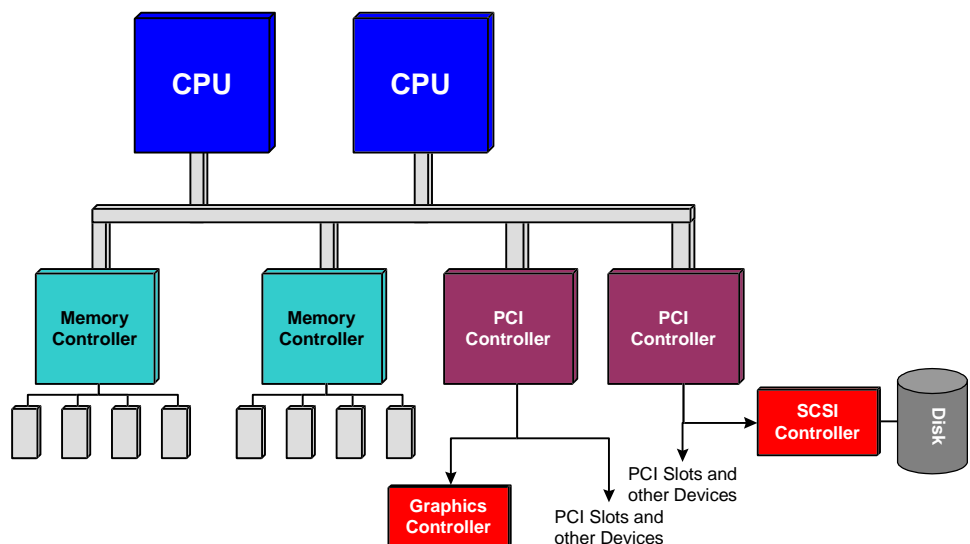 CPU
CPU
Memory
Controller
Memory
Controller
PCI
Controller
PCI
Controller
SCSI
Controller
Disk
PCI Slots and
other Devices
Graphics
Controller
PCI Slots and
other Devices